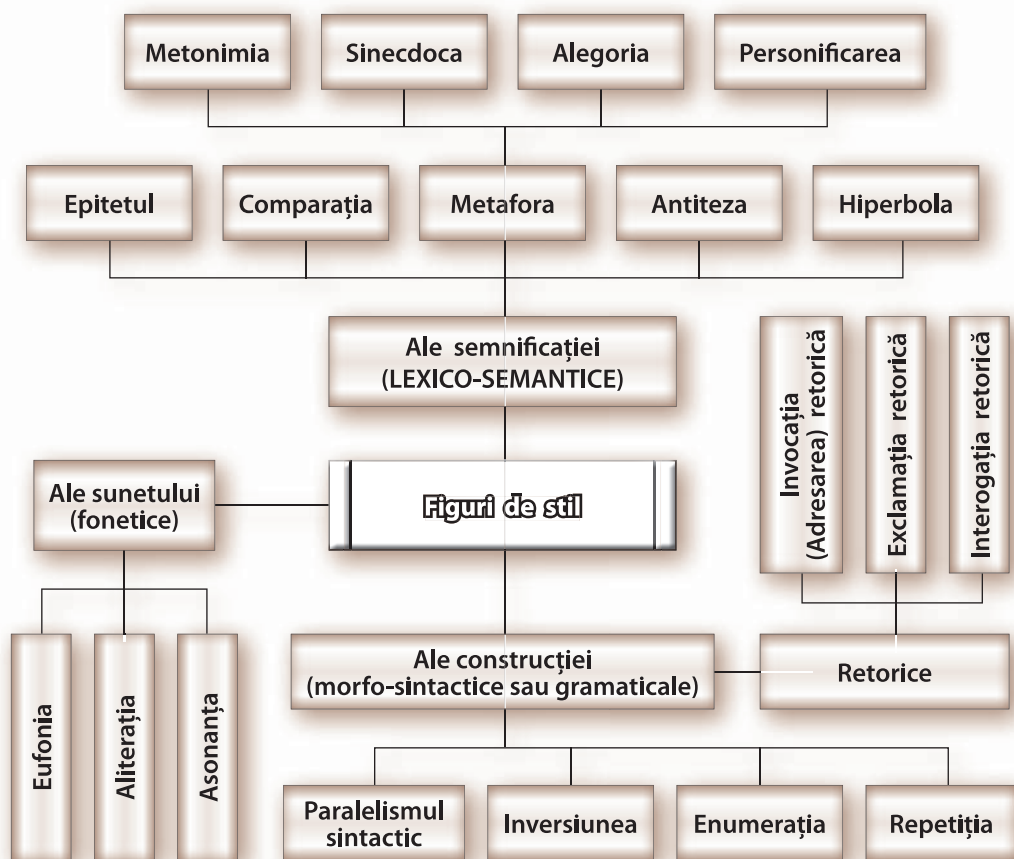 Metonimia
Sinecdoca
Alegoria
Personificarea
Epitetul
Comparația
Metafora
Antiteza
Hiperbola
Ale semnificației
(LEXICO-SEMANTICE)
Invocația
(Adresarea) retorică
Exclamația retorică
Interogația retorică
Ale sunetului
(fonetice)
Figuri de stil
Eufonia
Aliterația
Asonanța
Ale construcției
(morfo-sintactice sau gramaticale)
Retorice
Paralelismul
sintactic
Inversiunea
Enumerația
Repetiția